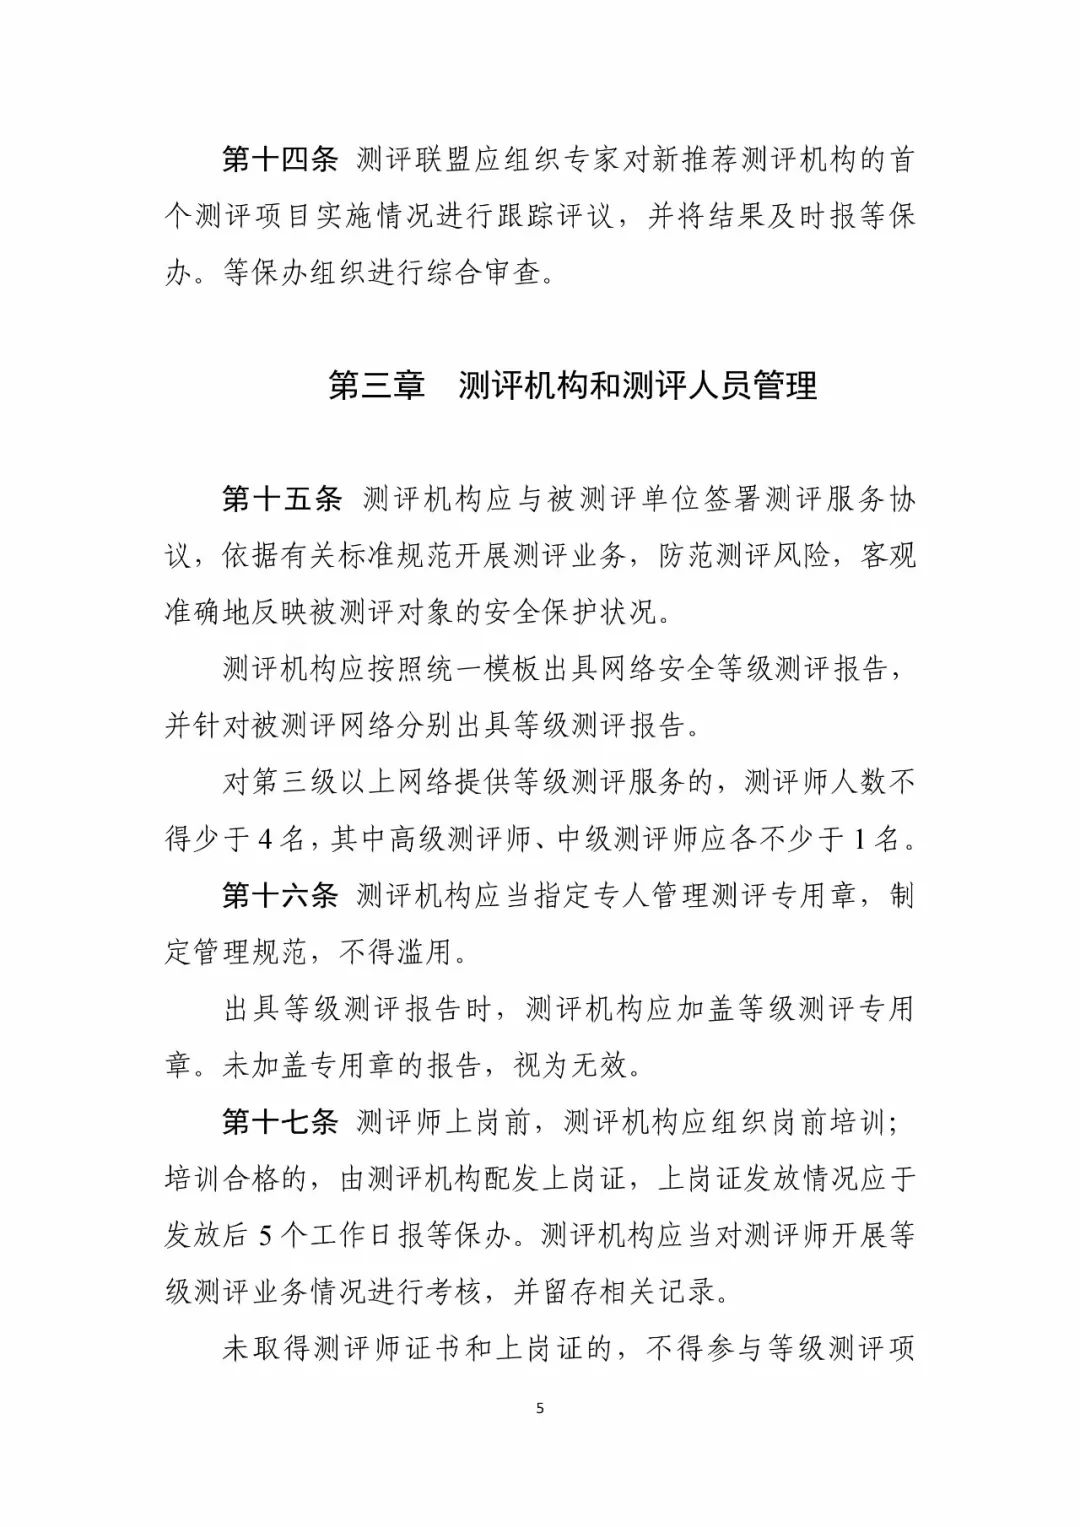 第十四条 测评联盟应组织专家对新推荐测评机构的首
个测评项目实施情况进行跟踪评议，并将结果及时报等保
办。等保办组织进行综合审查。
第三章 测评机构和测评人员管理
第十五条 测评机构应与被测评单位签署测评服务协
议，依据有关标准规范开展测评业务，防范测评风险，客观
准确地反映被测评对象的安全保护状况。
测评机构应按照统一模板出具网络安全等级测评报告，
并针对被测评网络分别出具等级测评报告。
对第三级以上网络提供等级测评服务的，测评师人数不
得少于 4 名，其中高级测评师、中级测评师应各不少于 1 名。
第十六条 测评机构应当指定专人管理测评专用章，制
定管理规范，不得滥用。
出具等级测评报告时，测评机构应加盖等级测评专用
章。未加盖专用章的报告，视为无效。
第十七条 测评师上岗前，测评机构应组织岗前培训；
培训合格的，由测评机构配发上岗证，上岗证发放情况应于
发放后 5 个工作日报等保办。测评机构应当对测评师开展等
级测评业务情况进行考核，并留存相关记录。
未取得测评师证书和上岗证的，不得参与等级测评项
5